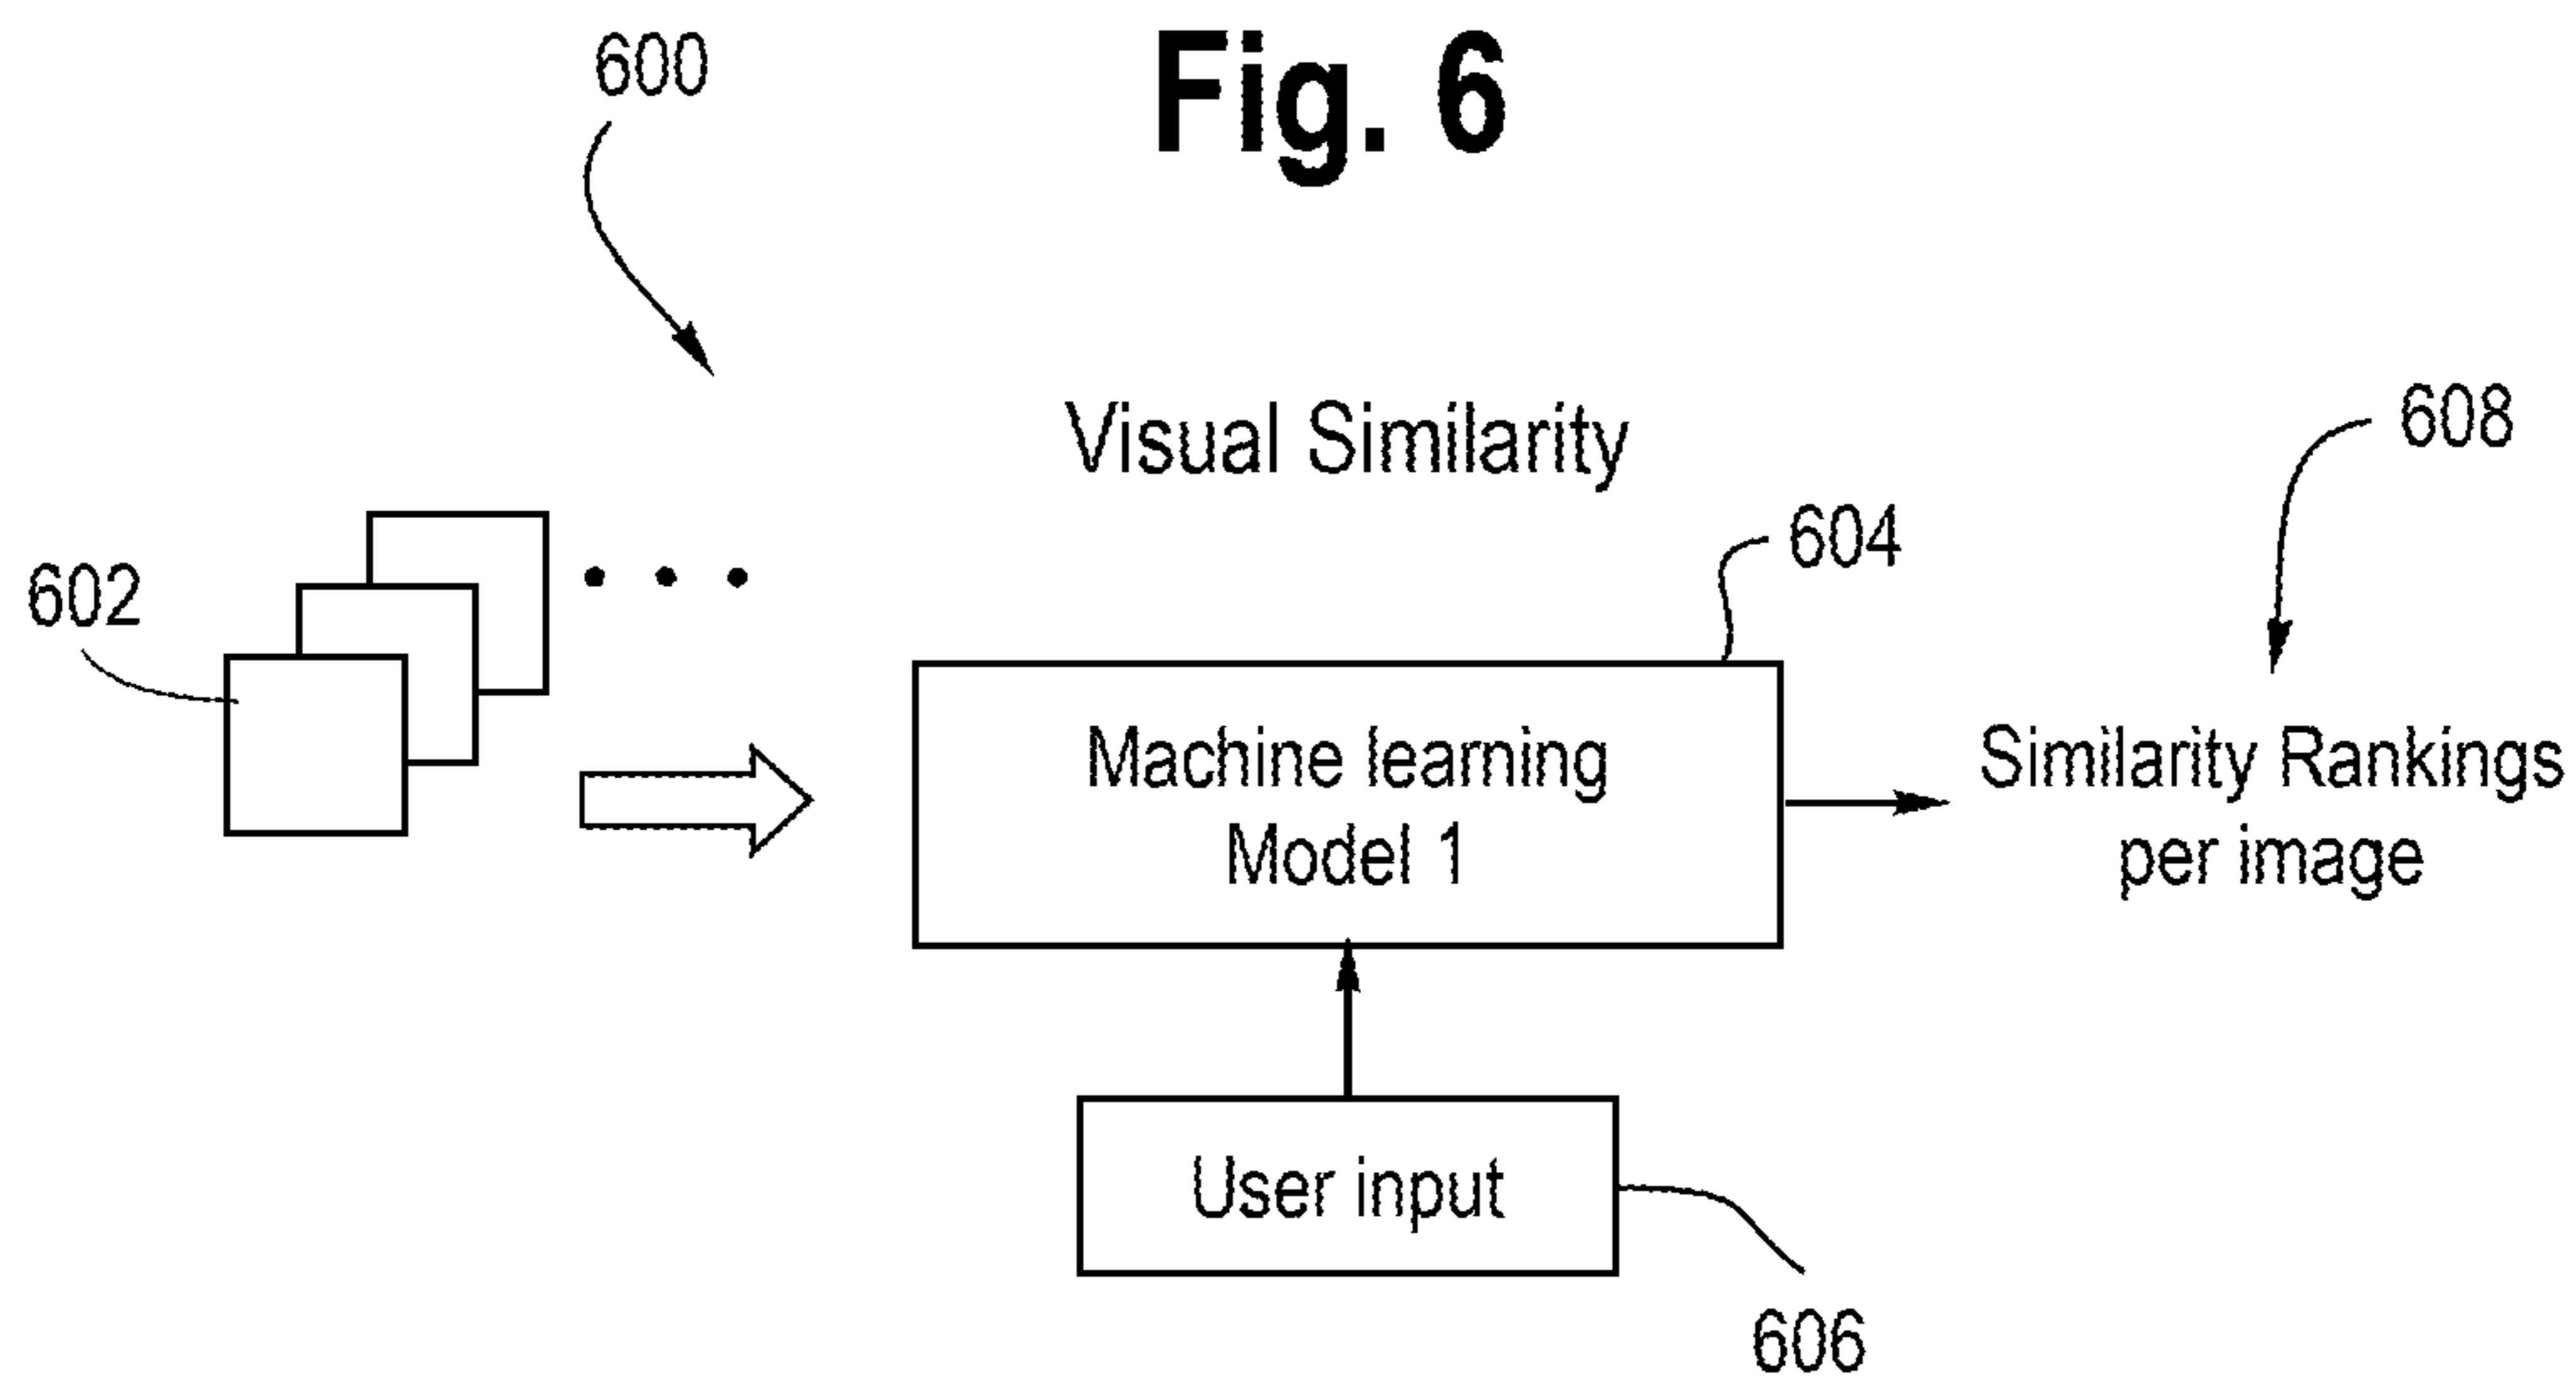 Fig. 6
600
Visual Similarity
608
604
602
Machine learning
Model 1
Similarity Rankings
per image
User input
606